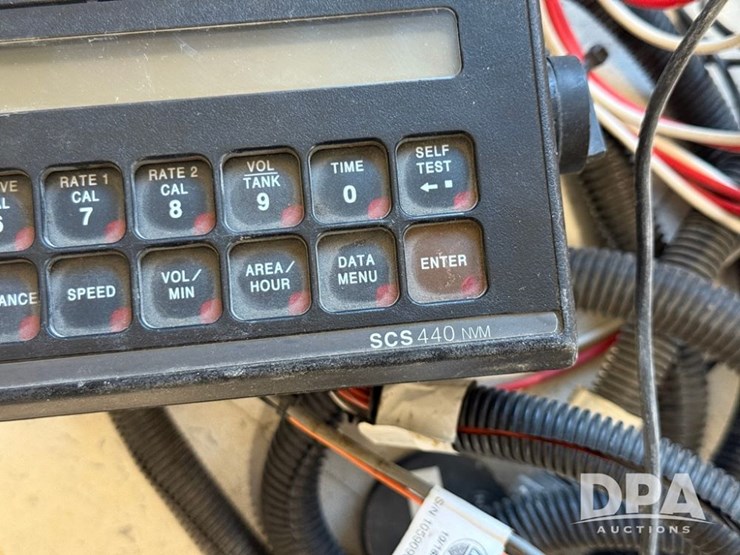 RATE 1
CAL
7
RATE 2
CAL
8
VOL
TANK
9
TIME
0
SELF
TEST
←
6
SPEED
VOL/
MIN
AREA/
HOUR
DATA
MENU
ENTER
SCS 440 NVM
DPA
AUCTIONS